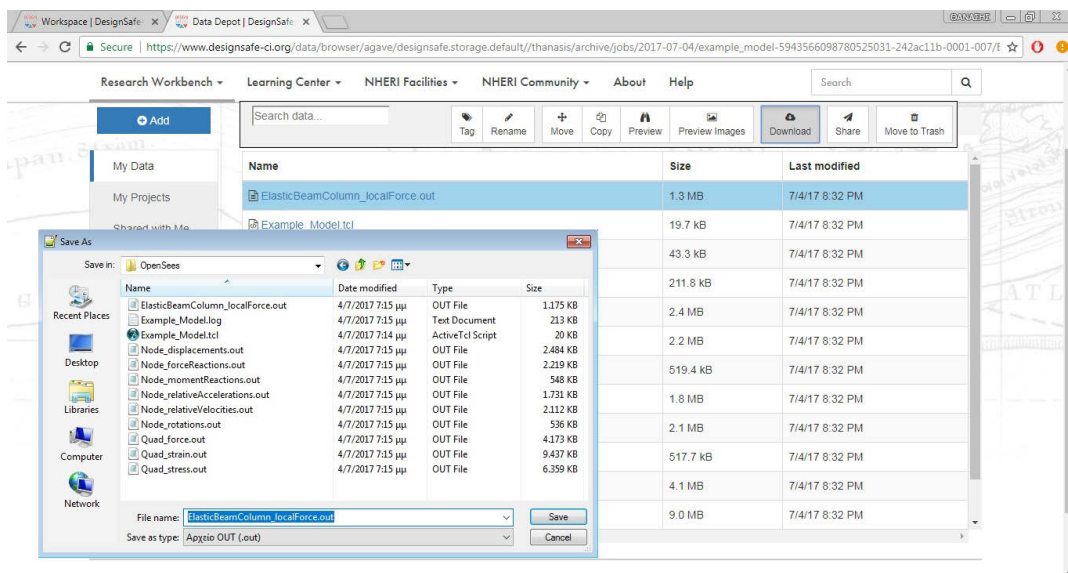 Workspace | DesignSafe
Data Depot | DesignSafe
Secure | https://www.designsafe-ci.org/data/browser/agave/designsafe.storage.default//thanasis/archive/jobs/2017-07-04/example_model-5943566098780525031-242ac11b-0001-007/E
Research Workbench Learning Center NHERI Facilities NHERI Community About Help Search
Add
Search data...
Tag Rename Move Copy Preview Preview Images Download Share Move to Trash
My Data
Name Size Last modified
My Projects
ElasticBeamColumn_localForce.out 1.3 MB 7/4/17 8:32 PM
Shared with Me
Example_Model.tcl 19.7 kB 7/4/17 8:32 PM
43.3 kB 7/4/17 8:32 PM
211.8 kB 7/4/17 8:32 PM
2.4 MB 7/4/17 8:32 PM
2.2 MB 7/4/17 8:32 PM
519.4 kB 7/4/17 8:32 PM
1.8 MB 7/4/17 8:32 PM
2.1 MB 7/4/17 8:32 PM
517.7 kB 7/4/17 8:32 PM
4.1 MB 7/4/17 8:32 PM
9.0 MB 7/4/17 8:32 PM
Save As
Save in: OpenSees
Name Date modified Type Size
ElasticBeamColumn_localForce.out 4/7/2017 7:15 μμ OUT File 1.175 KB
Example_Model.log 4/7/2017 7:15 μμ Text Document 213 KB
Example_Model.tcl 4/7/2017 7:14 μμ ActiveTcl Script 20 KB
Node_displacements.out 4/7/2017 7:15 μμ OUT File 2.484 KB
Node_forceReactions.out 4/7/2017 7:15 μμ OUT File 2.219 KB
Node_momentReactions.out 4/7/2017 7:15 μμ OUT File 548 KB
Node_relativeAccelerations.out 4/7/2017 7:15 μμ OUT File 1.731 KB
Node_relativeVelocities.out 4/7/2017 7:15 μμ OUT File 2.112 KB
Node_rotations.out 4/7/2017 7:15 μμ OUT File 536 KB
Quad_force.out 4/7/2017 7:15 μμ OUT File 4.173 KB
Quad_strain.out 4/7/2017 7:15 μμ OUT File 9.437 KB
Quad_stress.out 4/7/2017 7:15 μμ OUT File 6.359 KB
Recent Places
Desktop
Libraries
Computer
Network
File name: ElasticBeamColumn_localForce.out Save
Save as type: Αρχείο OUT (.out) Cancel